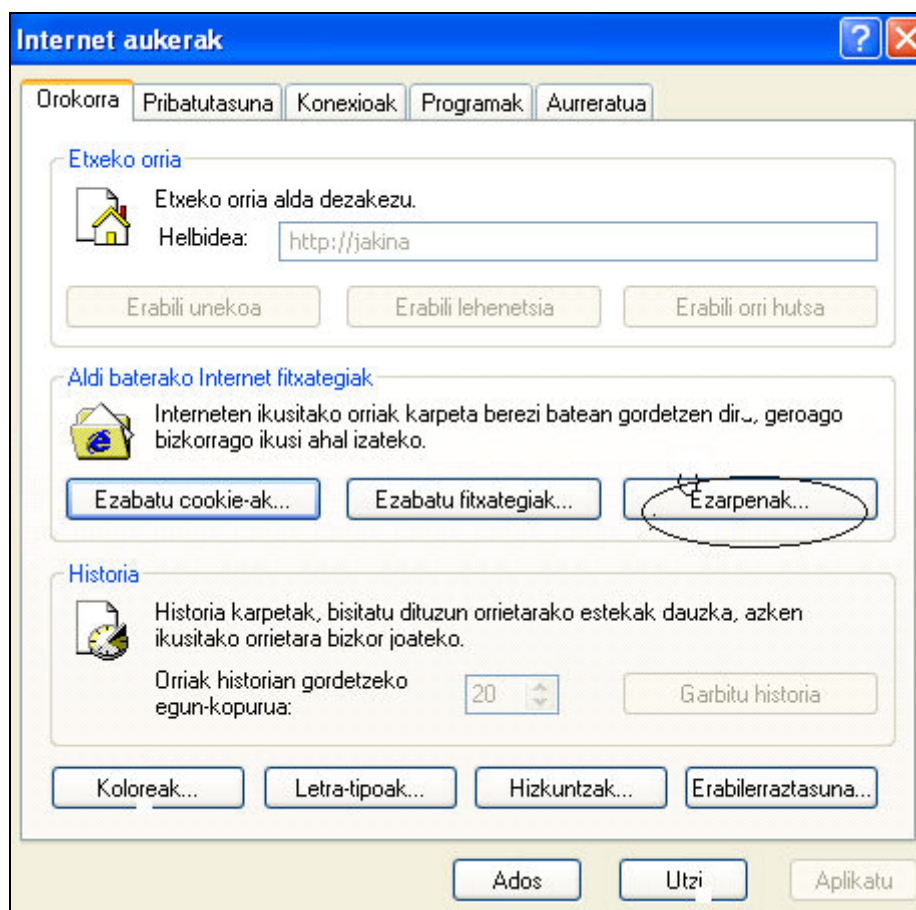 Internet aukerak
Orokorra Pribatutasuna Konexioak Programak Aurreratua
Etxeko orria
Etxeko orria alda dezakezu.
Helbidea: http://jakina
Erabili unekoa Erabili lehenetsia Erabili orri hutsa
Aldi baterako Internet fitxategiak
Interneten ikusitako orriak karpeta berezi batean gordetzen geroago
bizkorrago ikusi ahal izateko.
Ezabatu cookie-ak... Ezabatu fitxategiak... Ezarpenak...
Historia
Historia karpetak, bisitatu dituzun orrietarako estekak dauzka, azken
ikusitako orrietara bizkor joateko.
Orriak historian gordetzeko
egun-kopurua: 20 Garbitu historia
Koloreak... Letra-tipoak... Hizkuntzak... Erabilerraztasuna...
Ados Utzi Aplikatu